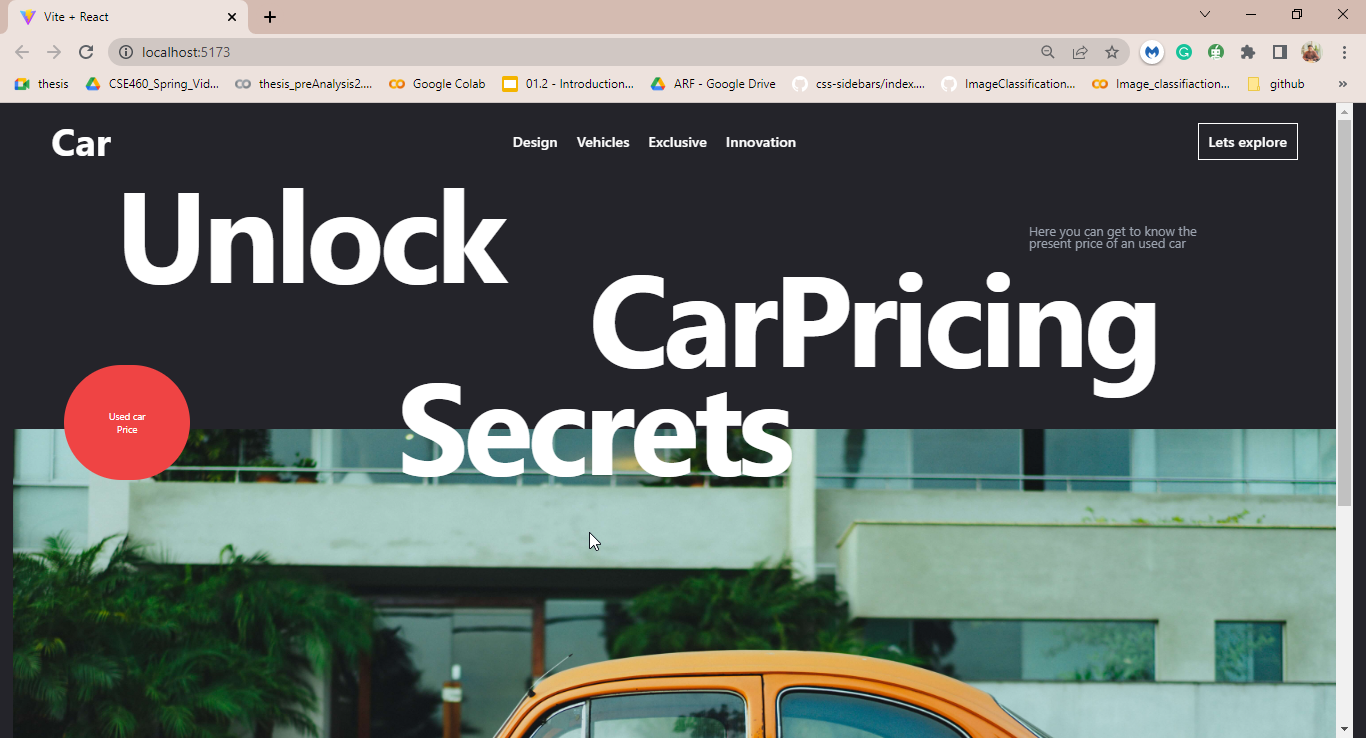 Vite + React
localhost:5173
thesis
CSE460_Spring_Vid...
thesis_preAnalysis2....
Google Colab
01.2 - Introduction...
ARF - Google Drive
css-sidebars/index....
ImageClassification...
Image_classifiaction...
github
Car
Design
Vehicles
Exclusive
Innovation
Lets explore
Unlock
Here you can get to know the
present price of an used car
CarPricing
Secrets
Used car
Price